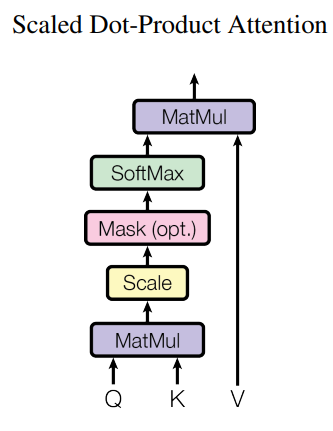 Scaled Dot-Product Attention
MatMul
SoftMax
Mask (opt.)
Scale
MatMul
Q K V